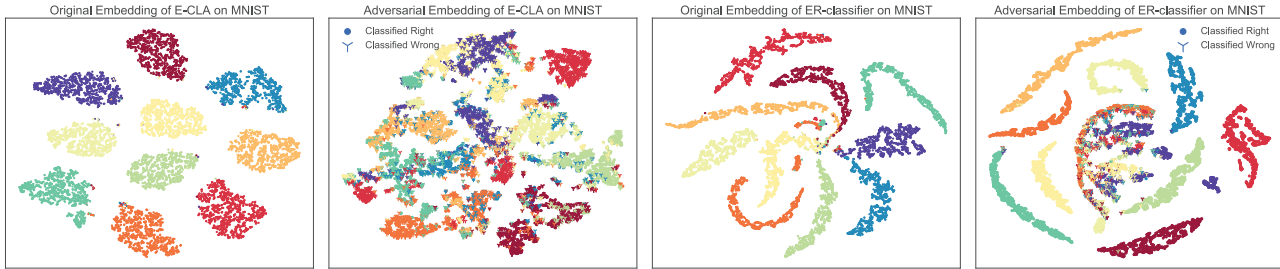 Original Embedding of E-CLA on MNIST
Adversarial Embedding of E-CLA on MNIST
Classified Right
Classified Wrong
Original Embedding of ER-classifier on MNIST
Adversarial Embedding of ER-classifier on MNIST
Classified Right
Classified Wrong